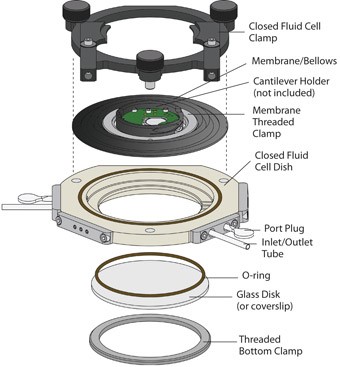 Closed Fluid Cell
Clamp
Membrane/Bellows
Cantilever Holder
(not included)
Membrane
Threaded
Clamp
Closed Fluid
Cell Dish
Port Plug
Inlet/Outlet
Tube
O-ring
Glass Disk
(or coverslip)
Threaded
Bottom Clamp